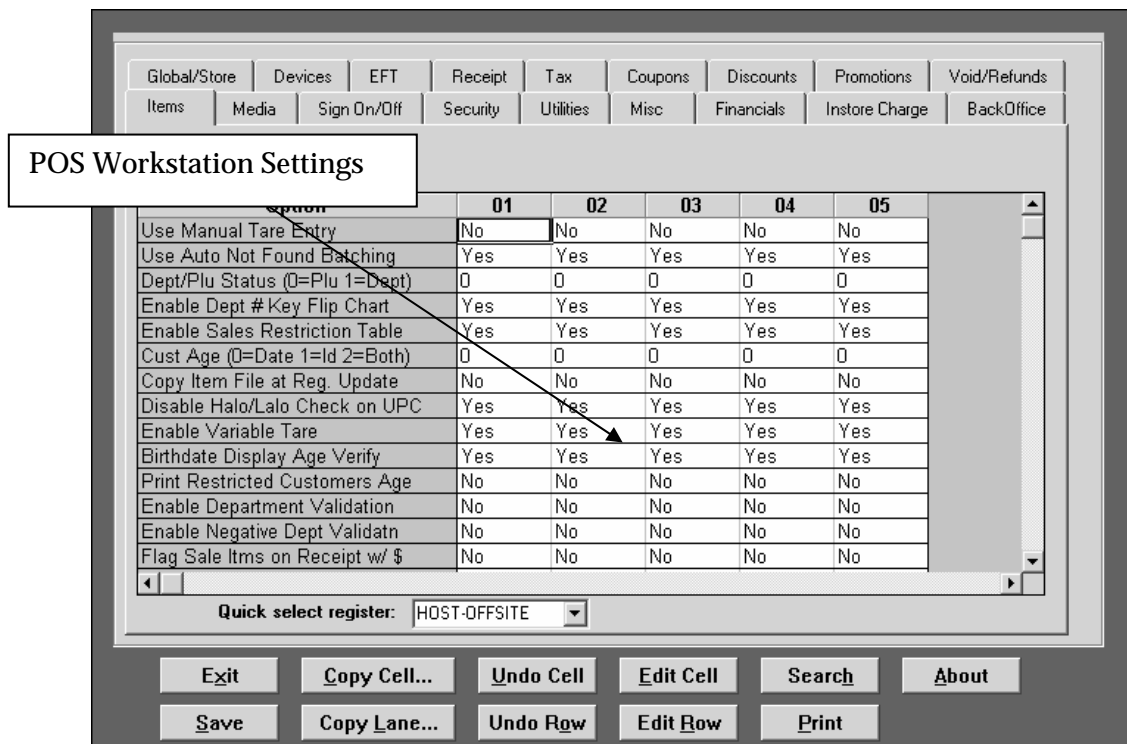 Global/Store Devices EFT Receipt Tax Coupons Discounts Promotions Void/Refunds
Items Media Sign On/Off Security Utilities Misc Financials Instore Charge BackOffice
POS Workstation Settings
Option 01 02 03 04 05
Use Manual Tare Entry No No No No No
Use Auto Not Found Batching Yes Yes Yes Yes Yes
Dept/Plu Status (0=Plu 1=Dept) 0 0 0 0 0
Enable Dept # Key Flip Chart Yes Yes Yes Yes Yes
Enable Sales Restriction Table Yes Yes Yes Yes Yes
Cust Age (0=Date 1=Id 2=Both) 0 0 0 0 0
Copy Item File at Reg. Update No No No No No
Disable Halo/Lalo Check on UPC Yes Yes Yes Yes Yes
Enable Variable Tare Yes Yes Yes Yes Yes
Birthdate Display Age Verify Yes Yes Yes Yes Yes
Print Restricted Customers Age No No No No No
Enable Department Validation No No No No No
Enable Negative Dept Validatn No No No No No
Flag Sale Itms on Receipt w/ $ No No No No No
Quick select register: HOST-OFFSITE
Exit Copy Cell... Undo Cell Edit Cell Search About
Save Copy Lane... Undo Row Edit Row Print